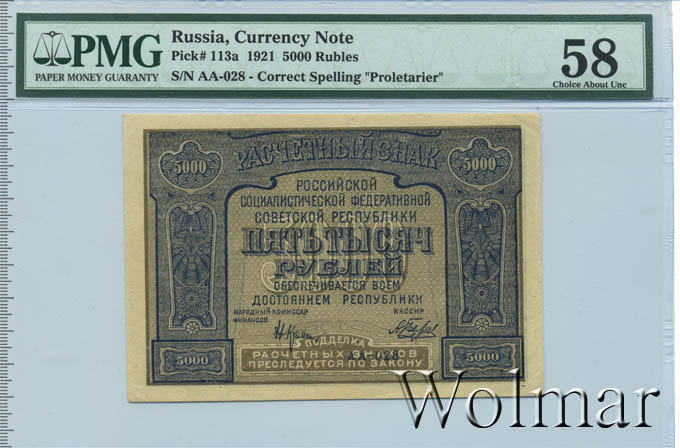 PMG
PAPER MONEY GUARANTY
Russia, Currency Note
Pick# 113a 1921 5000 Rubles
S/N AA-028 - Correct Spelling "Proletarier"
58
Choice About Unc
РАСЧЕТНЫЙ ЗНАК
5000 5000
РОССИЙСКОЙ
СОЦИАЛИСТИЧЕСКОЙ ФЕДЕРАТИВНОЙ
СОВЕТСКОЙ РЕСПУБЛИКИ
ПЯТЬ ТЫСЯЧ
РУБЛЕЙ
ОБЕСПЕЧИВАЕТСЯ ВСЕМ
ДОСТОЯНИЕМ РЕСПУБЛИКИ
НАРОДНЫЙ КОМИССАР
ФИНАНСОВ
КАССИР
ПОДДЕЛКА
РАСЧЕТНЫХ ЗНАКОВ
ПРЕСЛЕДУЕТСЯ ПО ЗАКОНУ
5000 5000
Wolmar